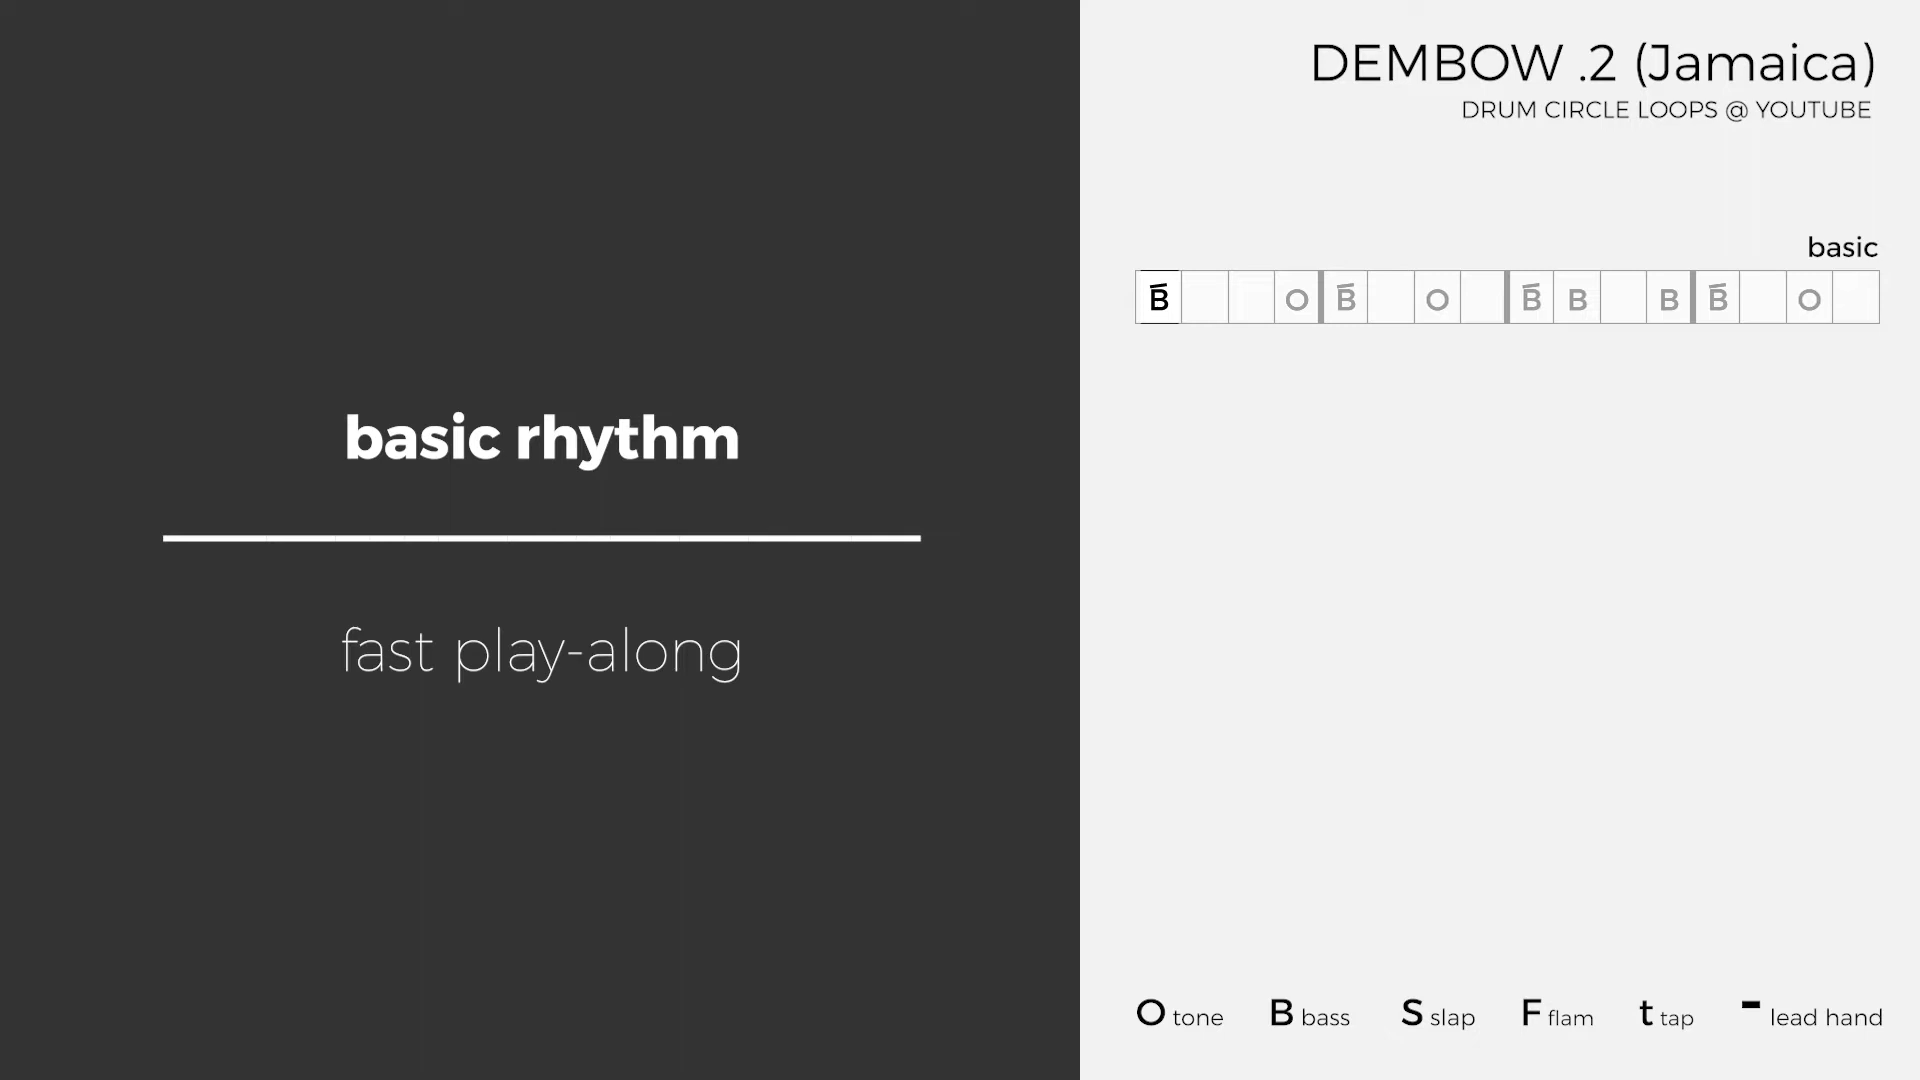 basic rhythm
fast play-along
DEMBOW .2 (Jamaica)
DRUM CIRCLE LOOPS @ YOUTUBE
basic
B̄ O B̄ O B̄ B B B̄ O
O tone B bass S slap F flam t tap - lead hand